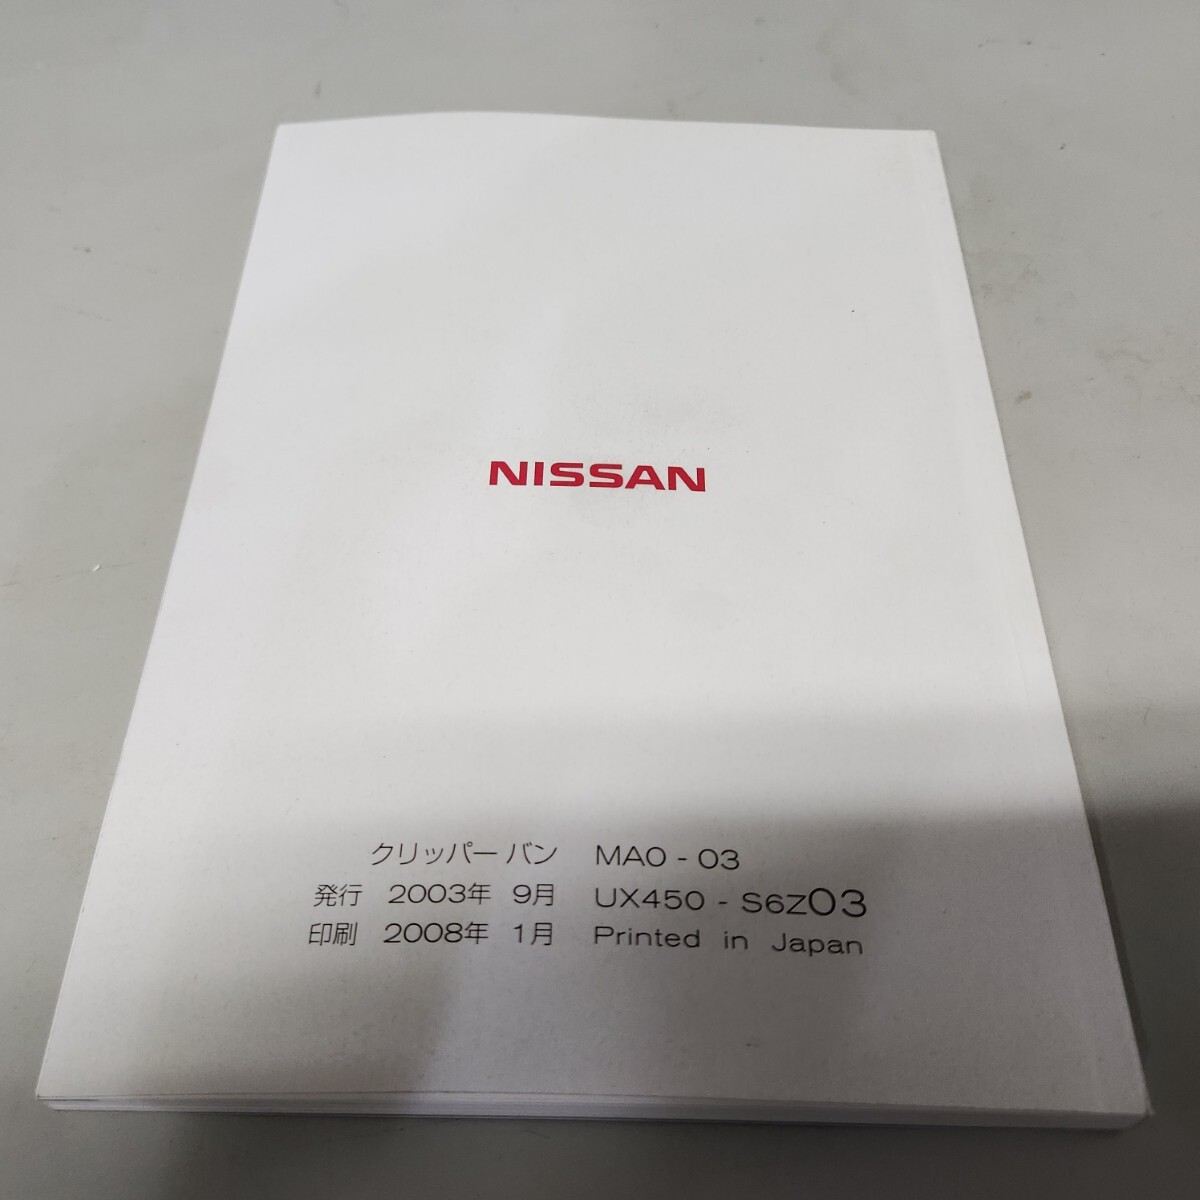 NISSAN
クリッパー バン MA0 - 03
発行 2003年 9月 UX450 - S6Z03
印刷 2008年 1月 Printed in Japan